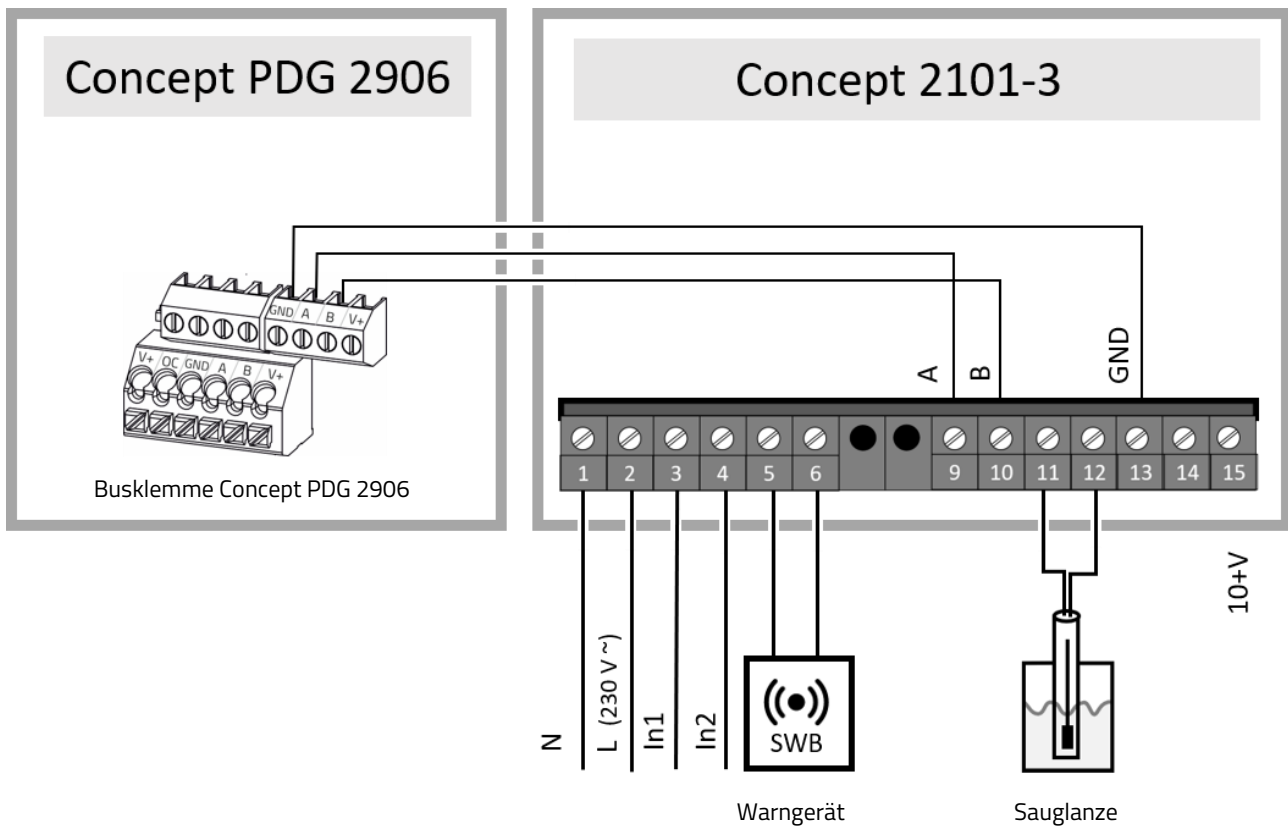 Concept PDG 2906
Concept 2101-3
GND A B V+
V+ OC GND A B V+
Busklemme Concept PDG 2906
A
B
GND
1 2 3 4 5 6 9 10 11 12 13 14 15
N
L (230 V ~)
In1
In2
SWB
10+V
Warngerät
Sauglanze